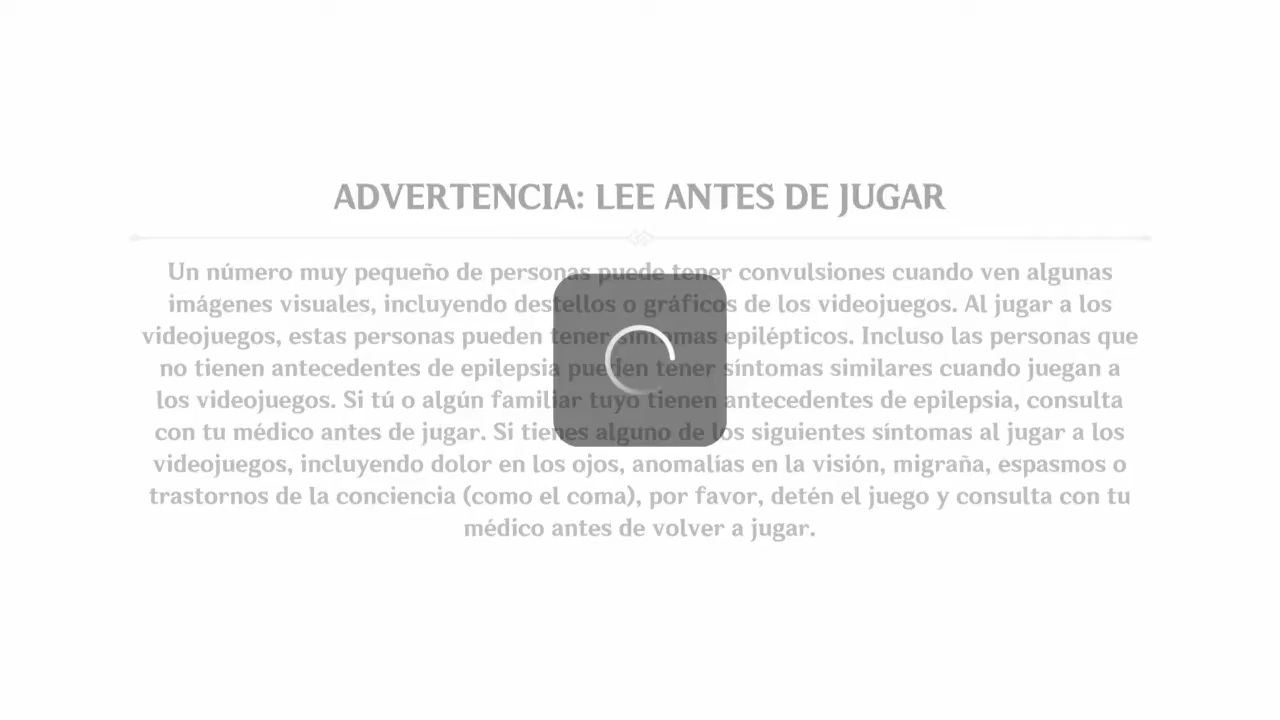 ADVERTENCIA: LEE ANTES DE JUGAR
Un número muy pequeño de personas puede tener convulsiones cuando ven algunas
imágenes visuales, incluyendo destellos o gráficos de los videojuegos. Al jugar a los
videojuegos, estas personas pueden tener síntomas epilépticos. Incluso las personas que
no tienen antecedentes de epilepsia pueden tener síntomas similares cuando juegan a
los videojuegos. Si tú o algún familiar tuyo tienen antecedentes de epilepsia, consulta
con tu médico antes de jugar. Si tienes alguno de los siguientes síntomas al jugar a los
videojuegos, incluyendo dolor en los ojos, anomalías en la visión, migraña, espasmos o
trastornos de la conciencia (como el coma), por favor, detén el juego y consulta con tu
médico antes de volver a jugar.